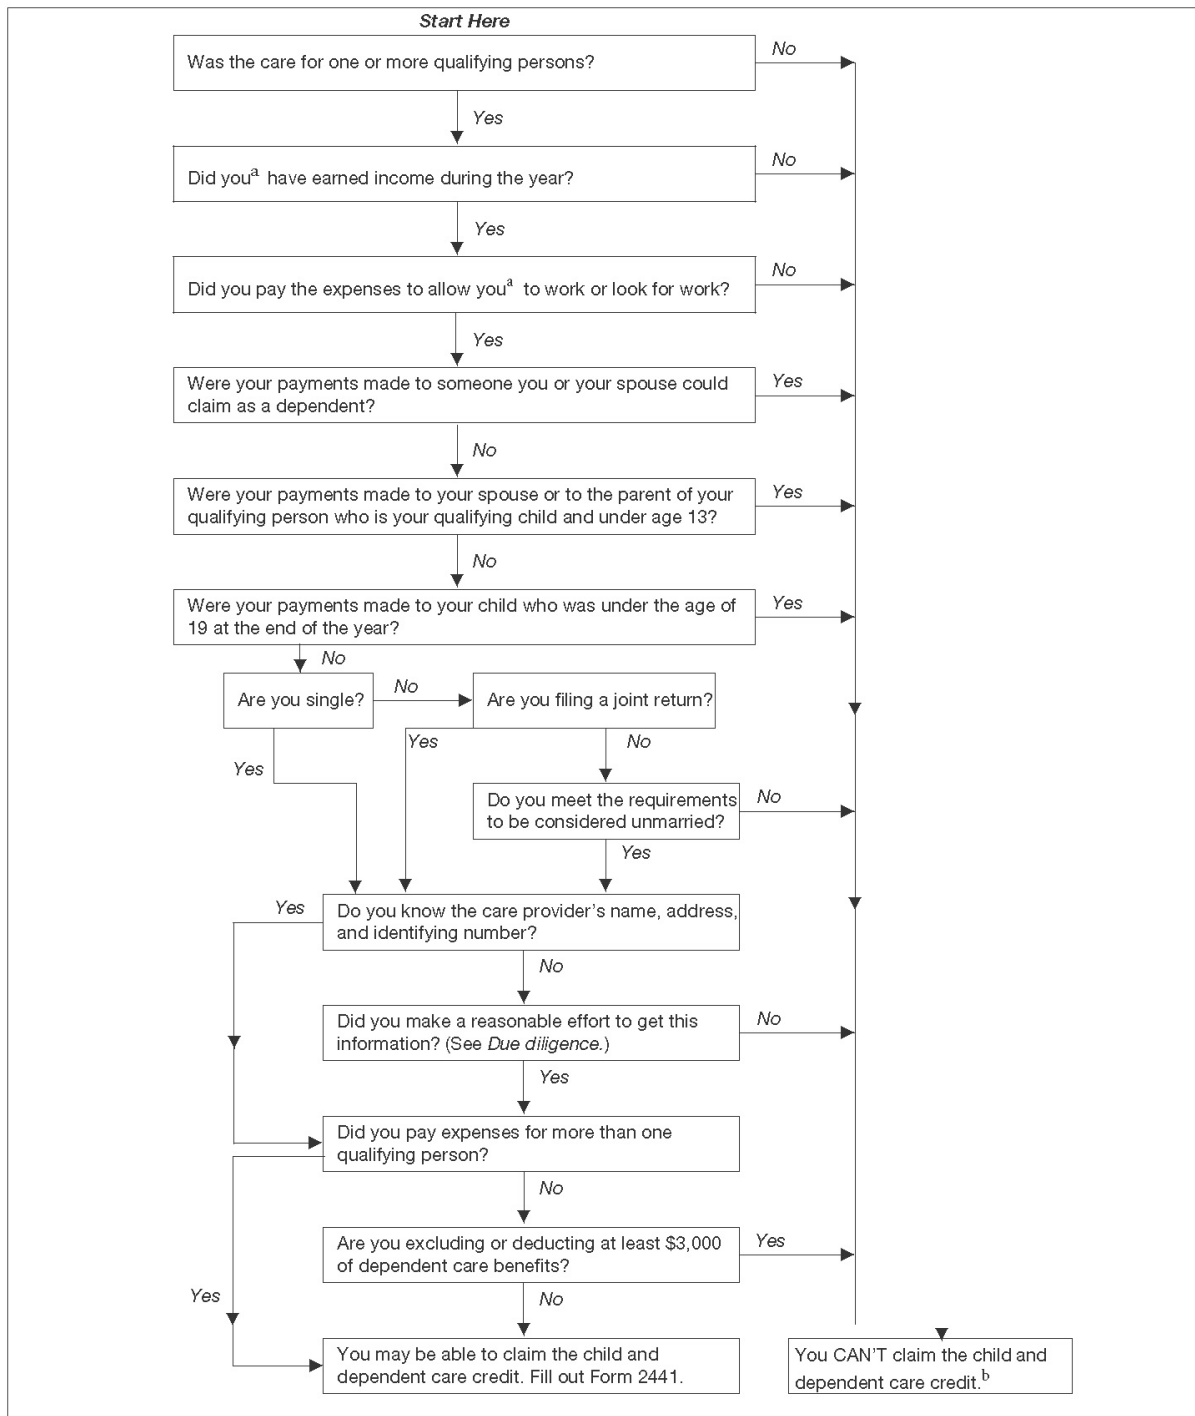 Start Here
Was the care for one or more qualifying persons?
No
Yes
Did youa have earned income during the year?
No
Yes
Did you pay the expenses to allow youa to work or look for work?
No
Yes
Were your payments made to someone you or your spouse could
claim as a dependent?
Yes
No
Were your payments made to your spouse or to the parent of your
qualifying person who is your qualifying child and under age 13?
Yes
No
Were your payments made to your child who was under the age of
19 at the end of the year?
Yes
No
Are you single?
No
Are you filing a joint return?
Yes
Yes
No
Do you meet the requirements
to be considered unmarried?
No
Yes
Do you know the care provider's name, address,
and identifying number?
Yes
No
Did you make a reasonable effort to get this
information? (See Due diligence.)
No
Yes
Did you pay expenses for more than one
qualifying person?
No
Are you excluding or deducting at least $3,000
of dependent care benefits?
Yes
Yes
No
You may be able to claim the child and
dependent care credit. Fill out Form 2441.
You CAN'T claim the child and
dependent care credit.b